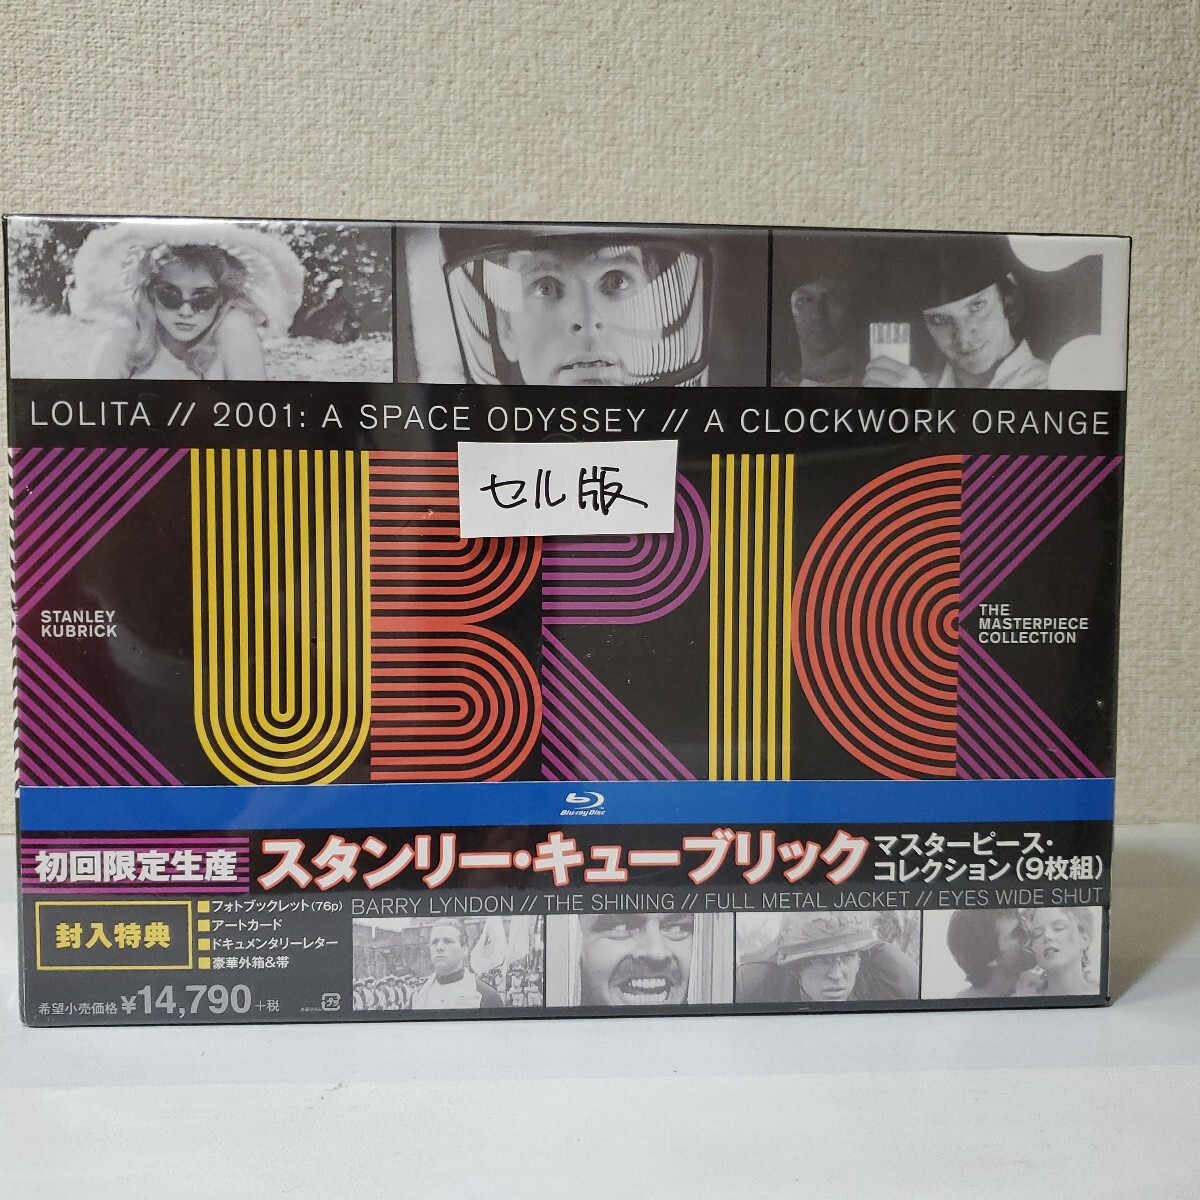 LOLITA // 2001: A SPACE ODYSSEY // A CLOCKWORK ORANGE
セル版
KUBRICK
STANLEY
KUBRICK
THE
MASTERPIECE
COLLECTION
Blu-ray Disc
初回限定生産
スタンリー・キューブリック
マスターピース・
コレクション(9枚組)
封入特典
■フォトブックレット(76p)
■アートカード
■ドキュメンタリーレター
■豪華外箱&帯
BARRY LYNDON // THE SHINING // FULL METAL JACKET // EYES WIDE SHUT
希望小売価格 ¥14,790+税